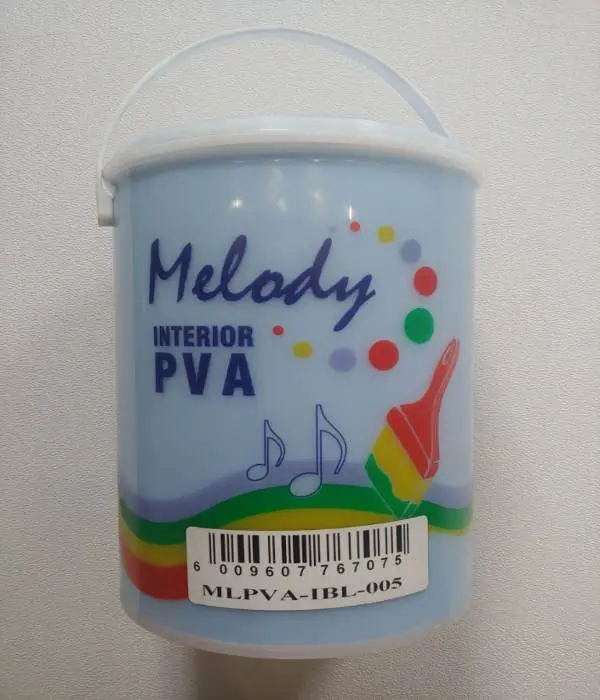 Melody
INTERIOR
PVA
6 009607 767075
MLPVA-IBL-005